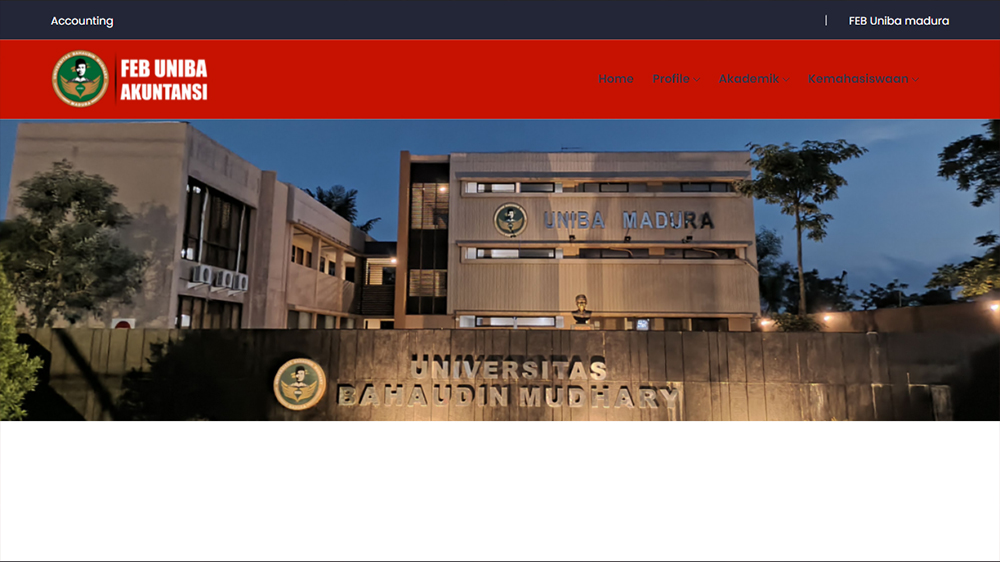 Accounting
FEB Uniba madura
FEB UNIBA
AKUNTANSI
Home
Profile
Akademik
Kemahasiswaan
UNIBA MADURA
UNIVERSITAS
BAHAUDIN MUDHARY